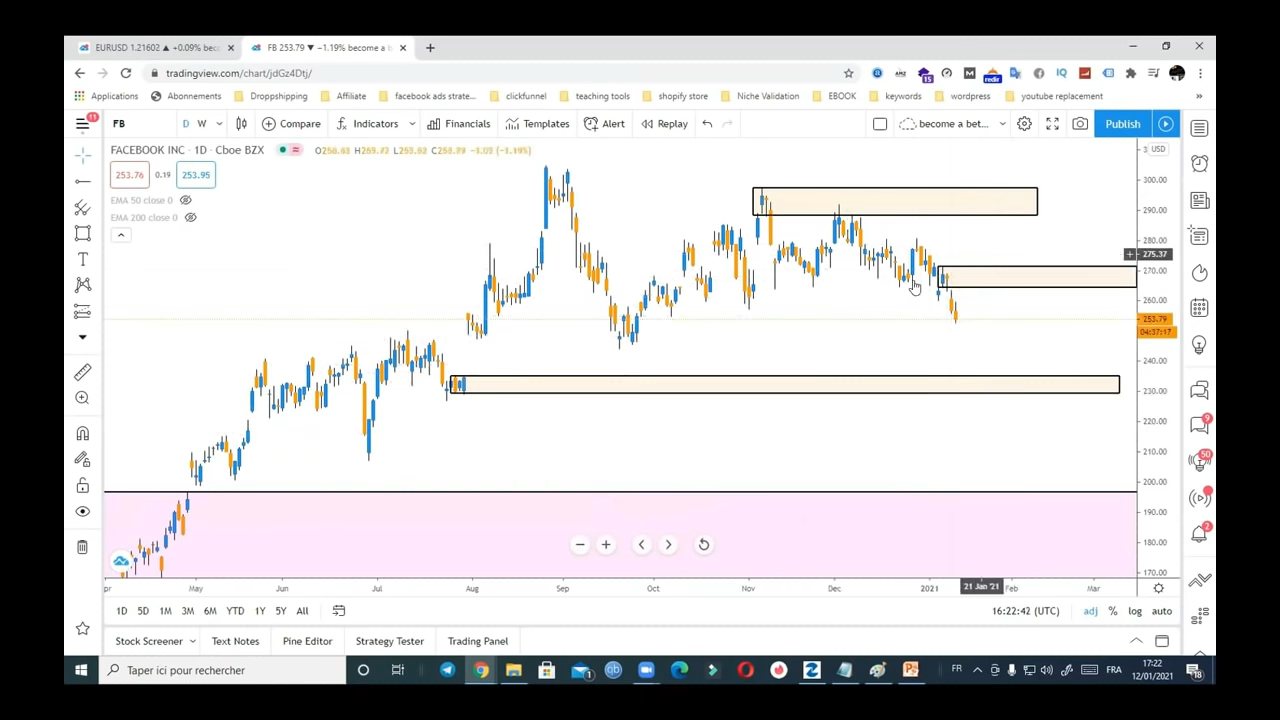 EURUSD 1.21602 ▲ +0.09% bec
FB 253.79 ▼ −1.19% become a b
tradingview.com/chart/jdGz4Dtj/
Applications Abonnements Droppshipping Affiliate facebook ads strate... clickfunnel teaching tools shopify store Niche Validation EBOOK keywords wordpress youtube replacement »
11 FB D W Compare Indicators Financials Templates Alert Replay become a bet... Publish
FACEBOOK INC · 1D · Cboe BZX
253.76 0.19 253.95
EMA 50 close 0
EMA 200 close 0
USD
300.00
290.00
280.00
275.37
270.00
260.00
253.79
04:37:17
240.00
230.00
220.00
210.00
200.00
190.00
180.00
170.00
May Jun Jul Aug Sep Oct Nov Dec 2021 21 Jan '21 Feb Mar
1D 5D 1M 3M 6M YTD 1Y 5Y All 16:22:42 (UTC) adj % log auto
Stock Screener Text Notes Pine Editor Strategy Tester Trading Panel
Taper ici pour rechercher
FR FRA
17:22
12/01/2021